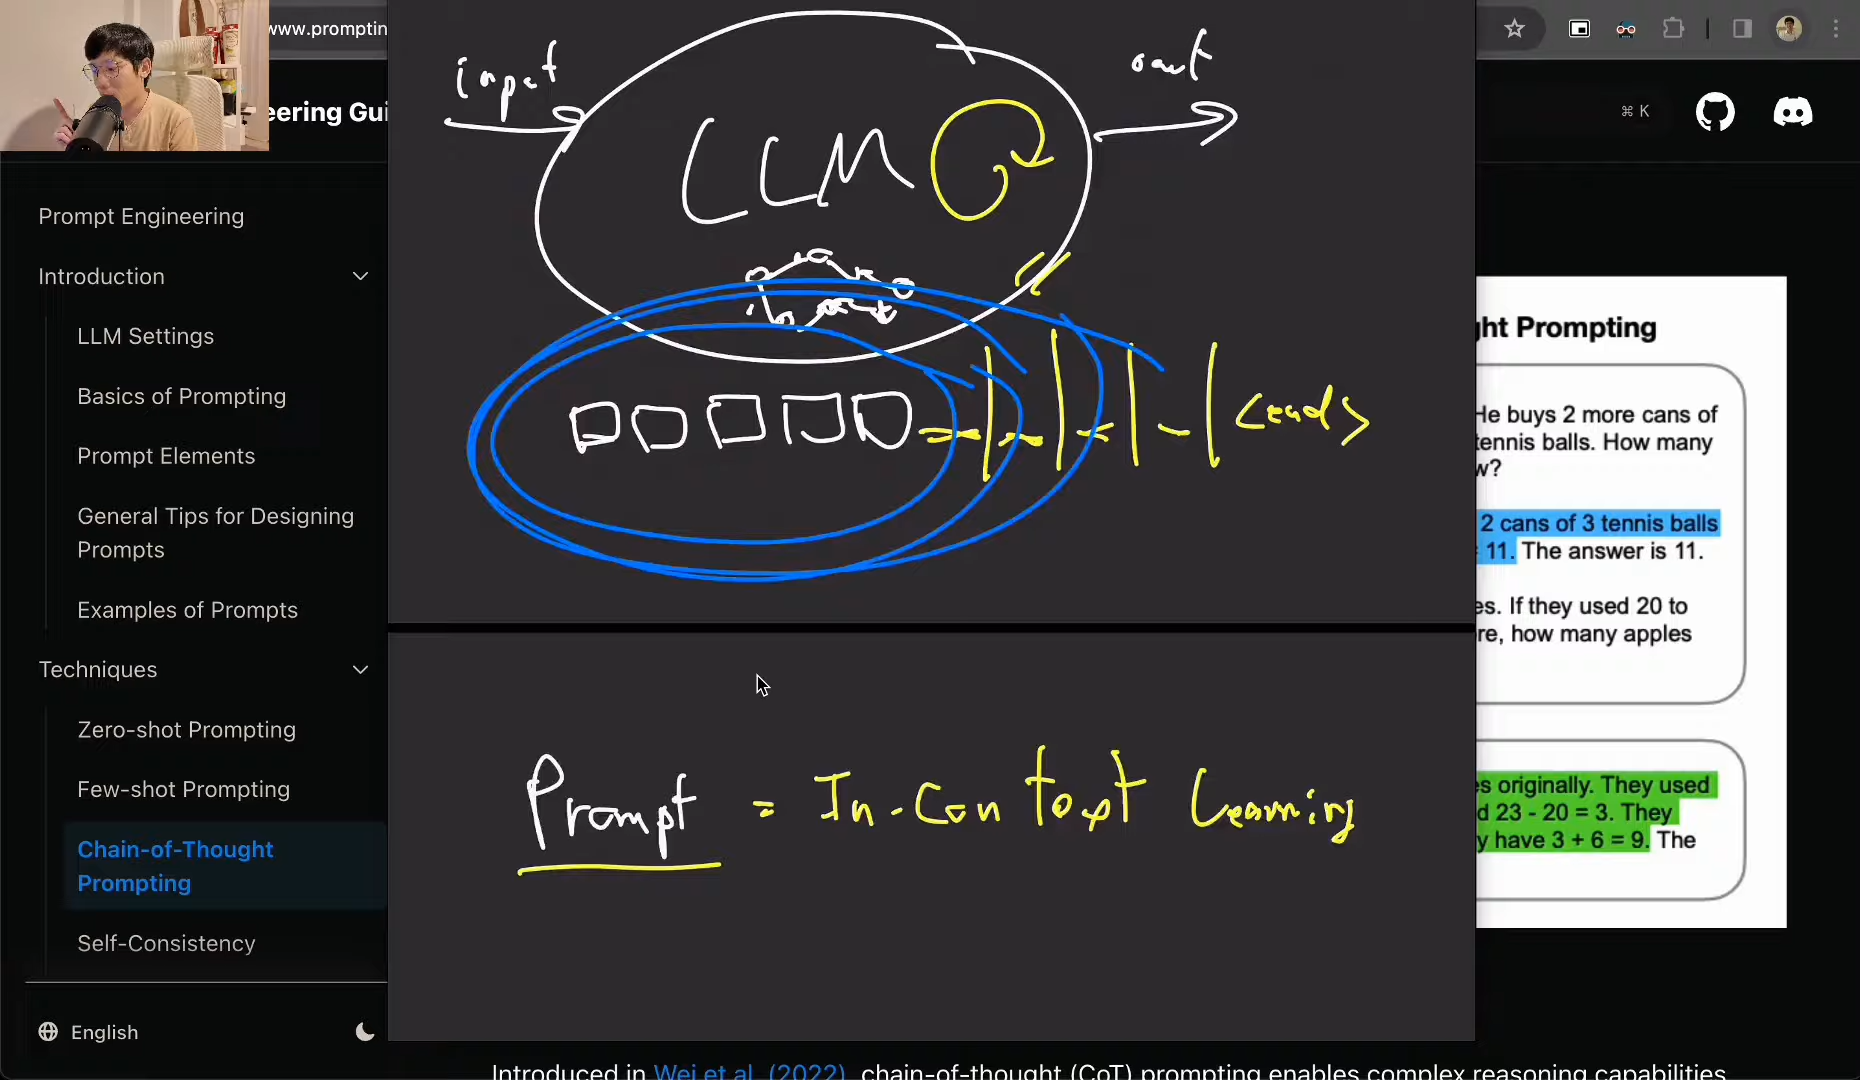 www.promptin
eering Gui
⌘ K
Prompt Engineering
Introduction
LLM Settings
Basics of Prompting
Prompt Elements
General Tips for Designing
Prompts
Examples of Prompts
Techniques
Zero-shot Prompting
Few-shot Prompting
Chain-of-Thought
Prompting
Self-Consistency
English
input
LLM
out
<end>
Prompt = In-Context Learning
ght Prompting
He buys 2 more cans of
tennis balls. How many
w?
2 cans of 3 tennis balls
= 11. The answer is 11.
es. If they used 20 to
re, how many apples
s originally. They used
d 23 - 20 = 3. They
y have 3 + 6 = 9. The
Introduced in Wei et al. (2022), chain-of-thought (CoT) prompting enables complex reasoning capabilities